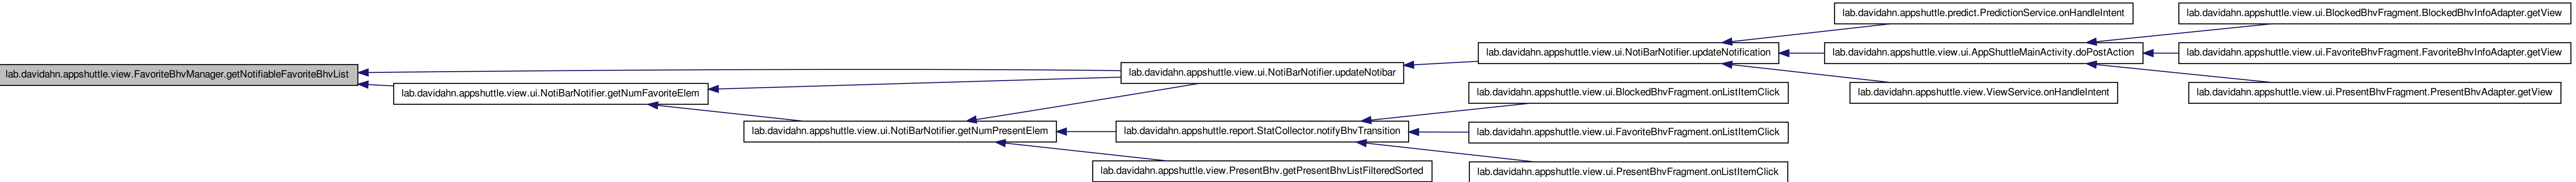 lab.davidahn.appshuttle.predict.PredictionService.onHandleIntent
lab.davidahn.appshuttle.view.ui.BlockedBhvFragment.BlockedBhvInfoAdapter.getView
lab.davidahn.appshuttle.view.ui.NotiBarNotifier.updateNotification
lab.davidahn.appshuttle.view.ui.AppShuttleMainActivity.doPostAction
lab.davidahn.appshuttle.view.ui.FavoriteBhvFragment.FavoriteBhvInfoAdapter.getView
lab.davidahn.appshuttle.view.FavoriteBhvManager.getNotifiableFavoriteBhvList
lab.davidahn.appshuttle.view.ui.NotiBarNotifier.updateNotibar
lab.davidahn.appshuttle.view.ui.NotiBarNotifier.getNumFavoriteElem
lab.davidahn.appshuttle.view.ui.BlockedBhvFragment.onListItemClick
lab.davidahn.appshuttle.view.ViewService.onHandleIntent
lab.davidahn.appshuttle.view.ui.PresentBhvFragment.PresentBhvAdapter.getView
lab.davidahn.appshuttle.view.ui.NotiBarNotifier.getNumPresentElem
lab.davidahn.appshuttle.report.StatCollector.notifyBhvTransition
lab.davidahn.appshuttle.view.ui.FavoriteBhvFragment.onListItemClick
lab.davidahn.appshuttle.view.PresentBhv.getPresentBhvListFilteredSorted
lab.davidahn.appshuttle.view.ui.PresentBhvFragment.onListItemClick